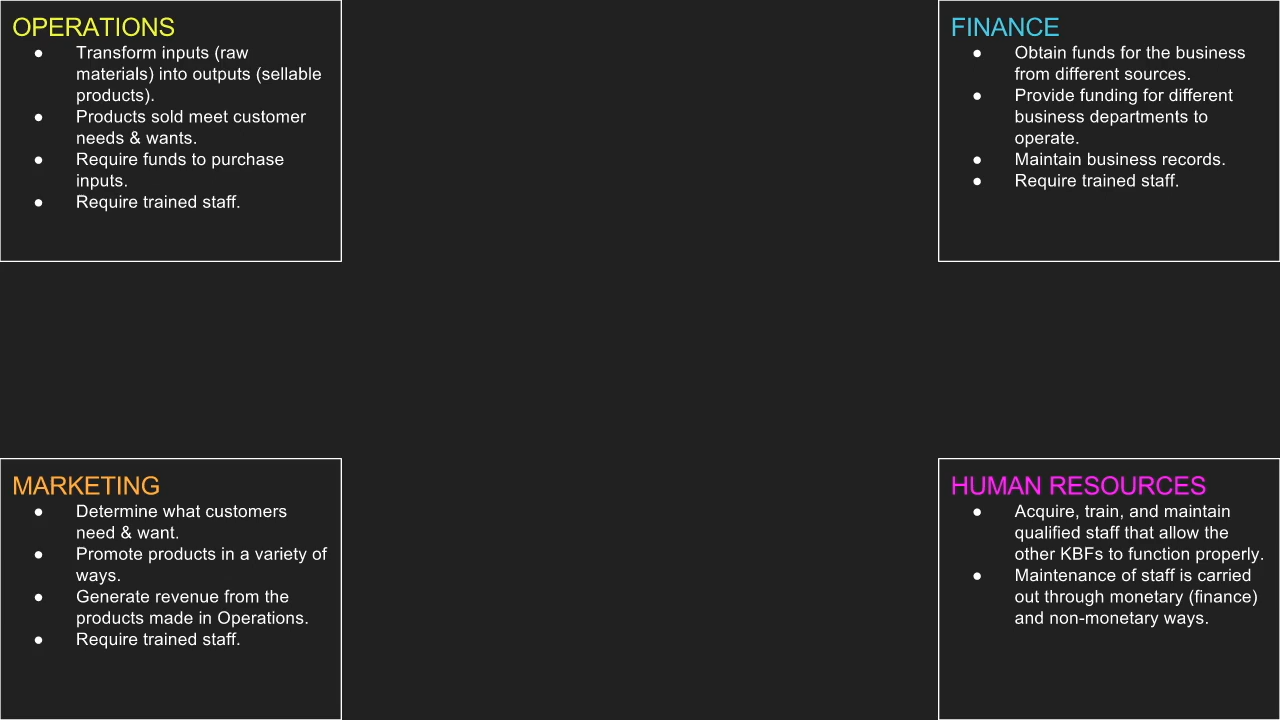 OPERATIONS
● Transform inputs (raw
materials) into outputs (sellable
products).
● Products sold meet customer
needs & wants.
● Require funds to purchase
inputs.
● Require trained staff.
FINANCE
● Obtain funds for the business
from different sources.
● Provide funding for different
business departments to
operate.
● Maintain business records.
● Require trained staff.
MARKETING
● Determine what customers
need & want.
● Promote products in a variety of
ways.
● Generate revenue from the
products made in Operations.
● Require trained staff.
HUMAN RESOURCES
● Acquire, train, and maintain
qualified staff that allow the
other KBFs to function properly.
● Maintenance of staff is carried
out through monetary (finance)
and non-monetary ways.